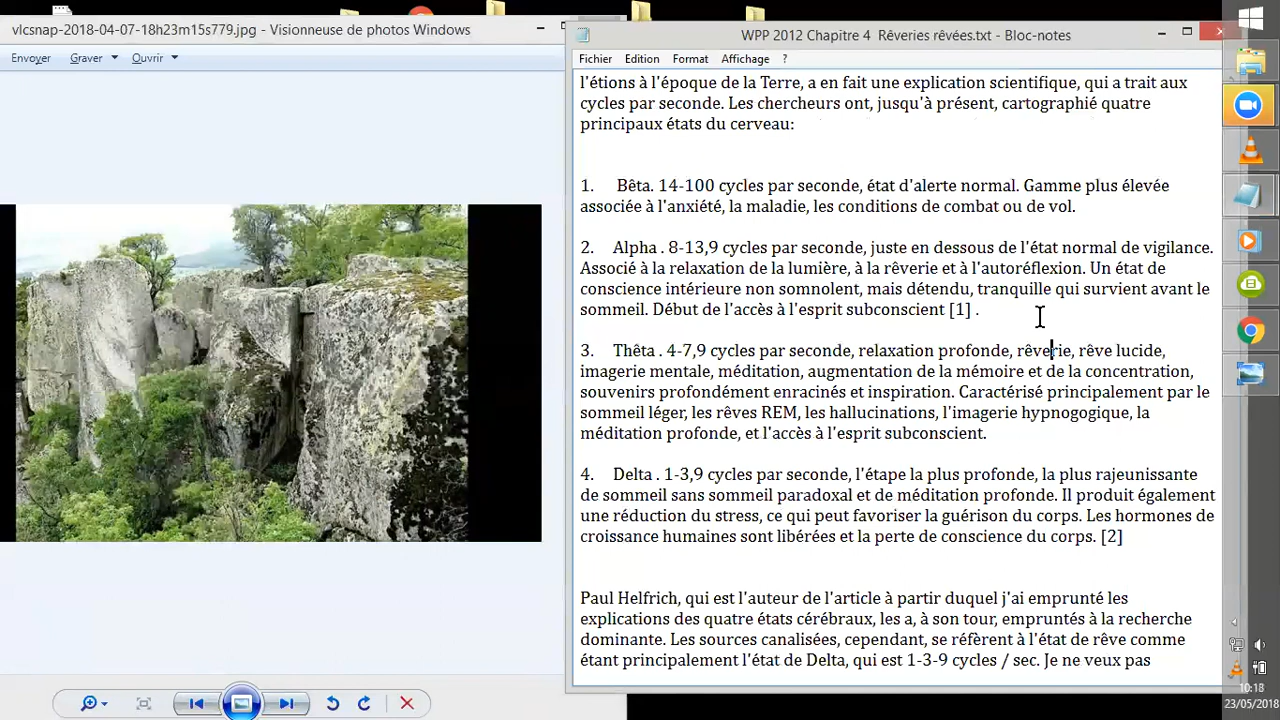 vlcsnap-2018-04-07-18h23m15s779.jpg - Visionneuse de photos Windows
Envoyer Graver Ouvrir
WPP 2012 Chapitre 4 Rêveries rêvées.txt - Bloc-notes
Fichier Edition Format Affichage ?
l'étions à l'époque de la Terre, a en fait une explication scientifique, qui a trait aux
cycles par seconde. Les chercheurs ont, jusqu'à présent, cartographié quatre
principaux états du cerveau:
1. Bêta. 14-100 cycles par seconde, état d'alerte normal. Gamme plus élevée
associée à l'anxiété, la maladie, les conditions de combat ou de vol.
2. Alpha . 8-13,9 cycles par seconde, juste en dessous de l'état normal de vigilance.
Associé à la relaxation de la lumière, à la rêverie et à l'autoréflexion. Un état de
conscience intérieure non somnolent, mais détendu, tranquille qui survient avant le
sommeil. Début de l'accès à l'esprit subconscient [1] .
3. Thêta . 4-7,9 cycles par seconde, relaxation profonde, rêverie, rêve lucide,
imagerie mentale, méditation, augmentation de la mémoire et de la concentration,
souvenirs profondément enracinés et inspiration. Caractérisé principalement par le
sommeil léger, les rêves REM, les hallucinations, l'imagerie hypnogogique, la
méditation profonde, et l'accès à l'esprit subconscient.
4. Delta . 1-3,9 cycles par seconde, l'étape la plus profonde, la plus rajeunissante
de sommeil sans sommeil paradoxal et de méditation profonde. Il produit également
une réduction du stress, ce qui peut favoriser la guérison du corps. Les hormones de
croissance humaines sont libérées et la perte de conscience du corps. [2]
Paul Helfrich, qui est l'auteur de l'article à partir duquel j'ai emprunté les
explications des quatre états cérébraux, les a, à son tour, empruntés à la recherche
dominante. Les sources canalisées, cependant, se réfèrent à l'état de rêve comme
étant principalement l'état de Delta, qui est 1-3-9 cycles / sec. Je ne veux pas
10:18
23/05/2018